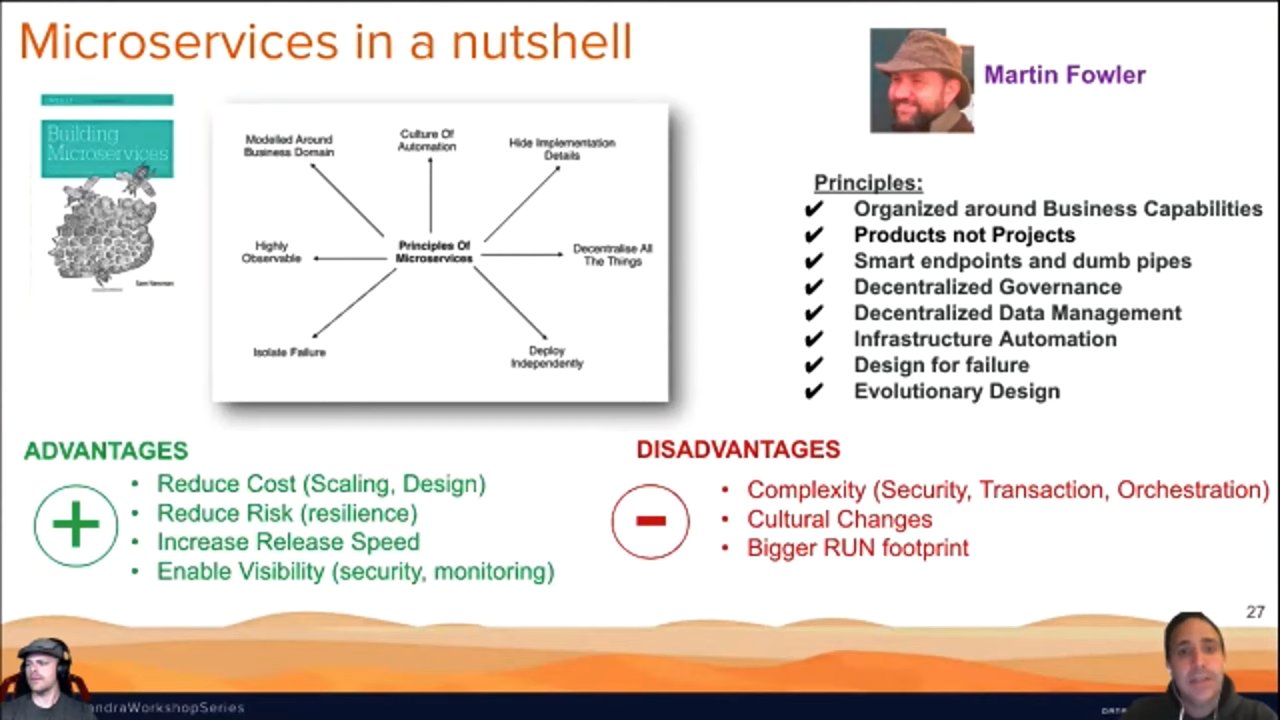 Microservices in a nutshell
Martin Fowler
Building
Microservices
Sam Newman
Modelled Around
Business Domain
Culture Of
Automation
Hide Implementation
Details
Highly
Observable
Principles Of
Microservices
Decentralise All
The Things
Isolate Failure
Deploy
Independently
Principles:
✔ Organized around Business Capabilities
✔ Products not Projects
✔ Smart endpoints and dumb pipes
✔ Decentralized Governance
✔ Decentralized Data Management
✔ Infrastructure Automation
✔ Design for failure
✔ Evolutionary Design
ADVANTAGES
+
• Reduce Cost (Scaling, Design)
• Reduce Risk (resilience)
• Increase Release Speed
• Enable Visibility (security, monitoring)
DISADVANTAGES
-
• Complexity (Security, Transaction, Orchestration)
• Cultural Changes
• Bigger RUN footprint
27
andraWorkshopSeries